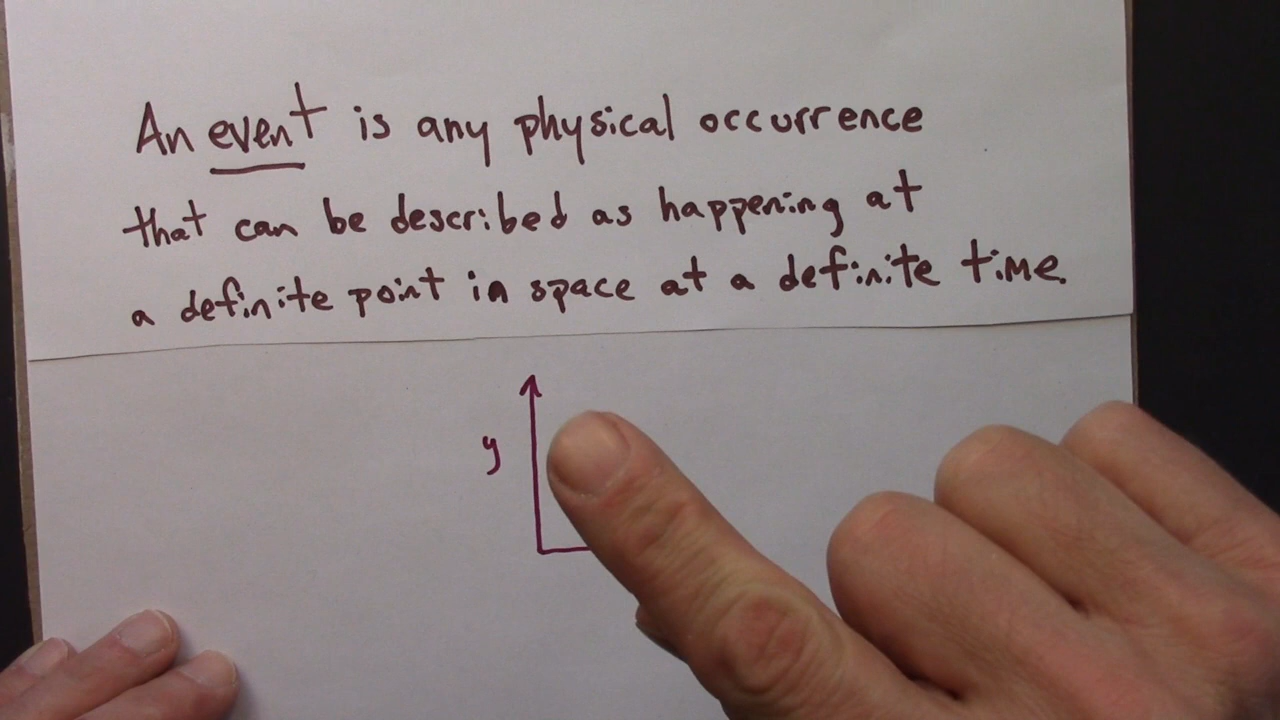 An event is any physical occurrence
that can be described as happening at
a definite point in space at a definite time.
y